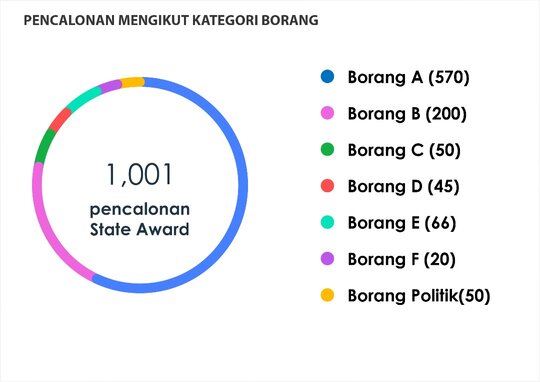 PENCALONAN MENGIKUT KATEGORI BORANG
1,001
pencalonan
State Award
Borang A (570)
Borang B (200)
Borang C (50)
Borang D (45)
Borang E (66)
Borang F (20)
Borang Politik(50)